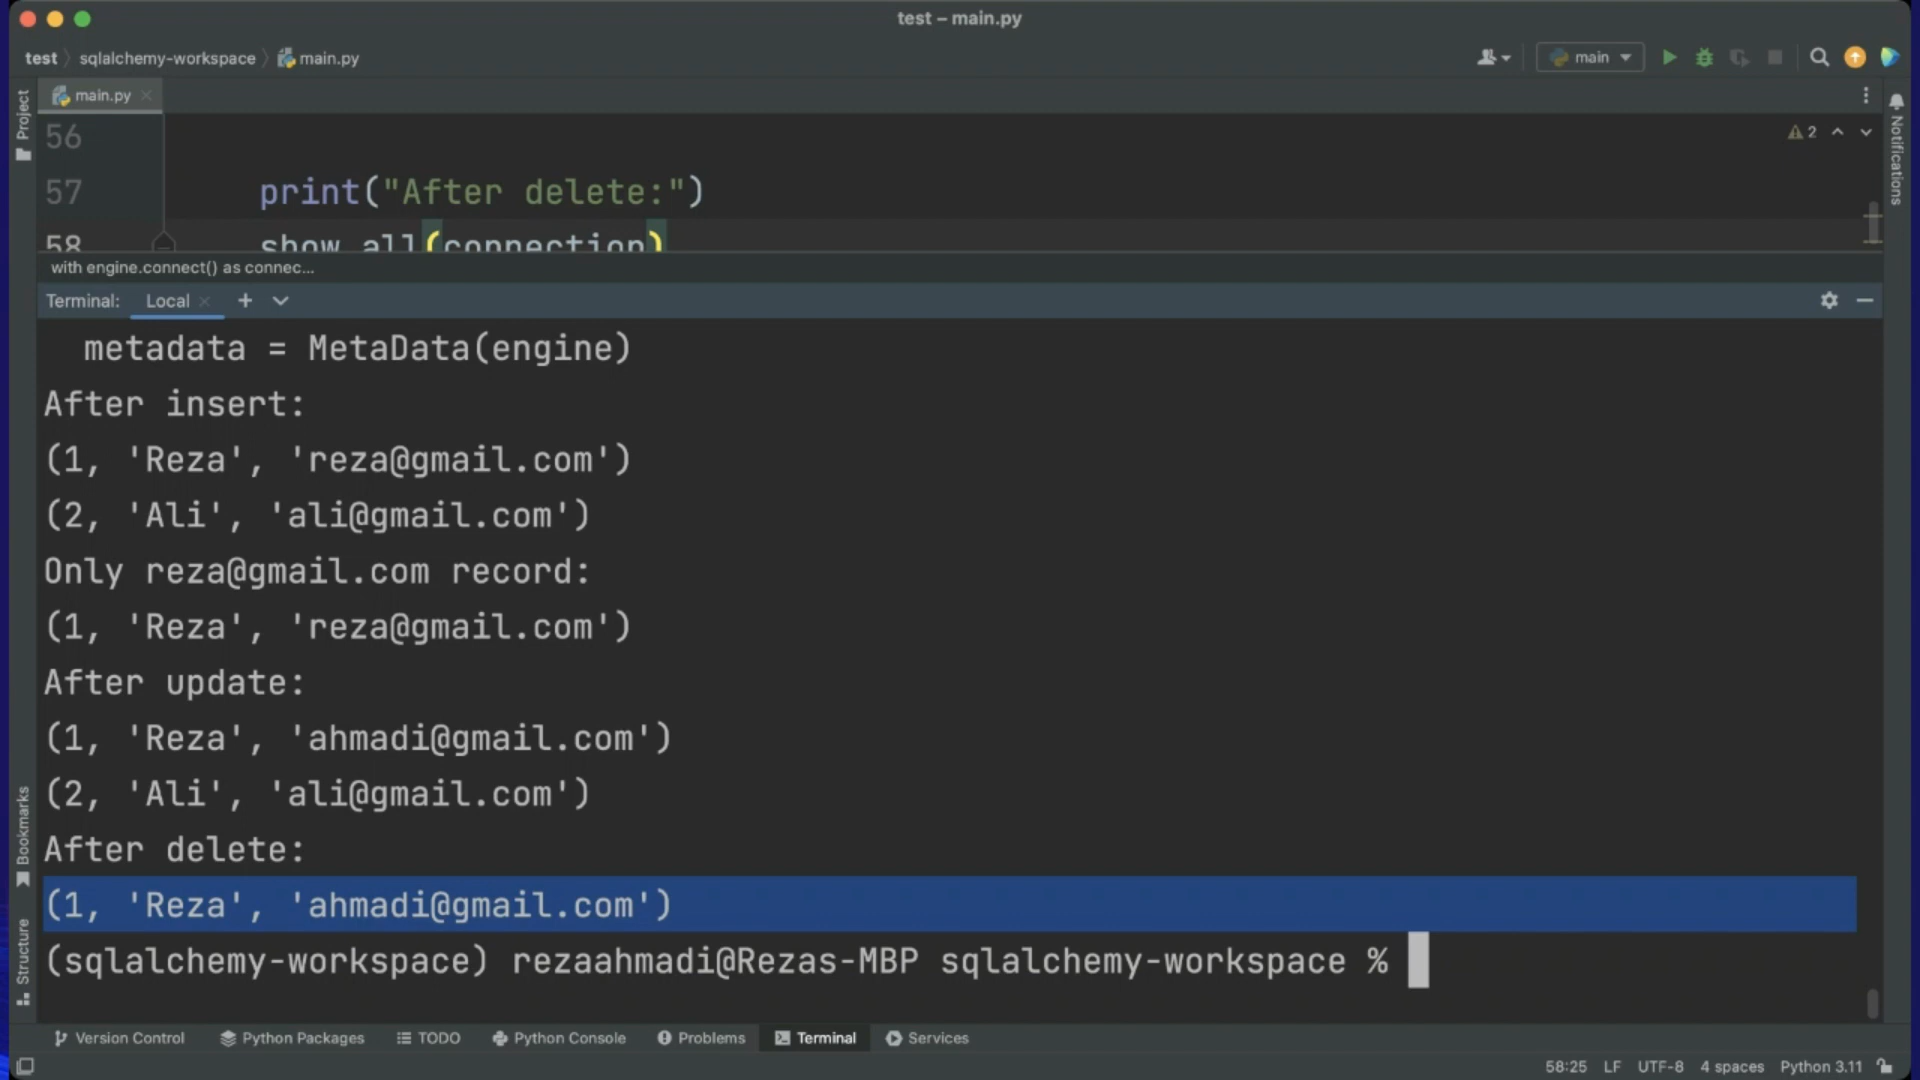 test – main.py
test sqlalchemy-workspace main.py
main
Project
main.py
Notifications
56
2
57 print("After delete:")
58 show_all(connection)
with engine.connect() as connec...
Terminal: Local
metadata = MetaData(engine)
After insert:
(1, 'Reza', 'reza@gmail.com')
(2, 'Ali', 'ali@gmail.com')
Only reza@gmail.com record:
(1, 'Reza', 'reza@gmail.com')
After update:
(1, 'Reza', 'ahmadi@gmail.com')
(2, 'Ali', 'ali@gmail.com')
After delete:
(1, 'Reza', 'ahmadi@gmail.com')
(sqlalchemy-workspace) rezaahmadi@Rezas-MBP sqlalchemy-workspace %
Bookmarks
Structure
Version Control Python Packages TODO Python Console Problems Terminal Services
58:25 LF UTF-8 4 spaces Python 3.11